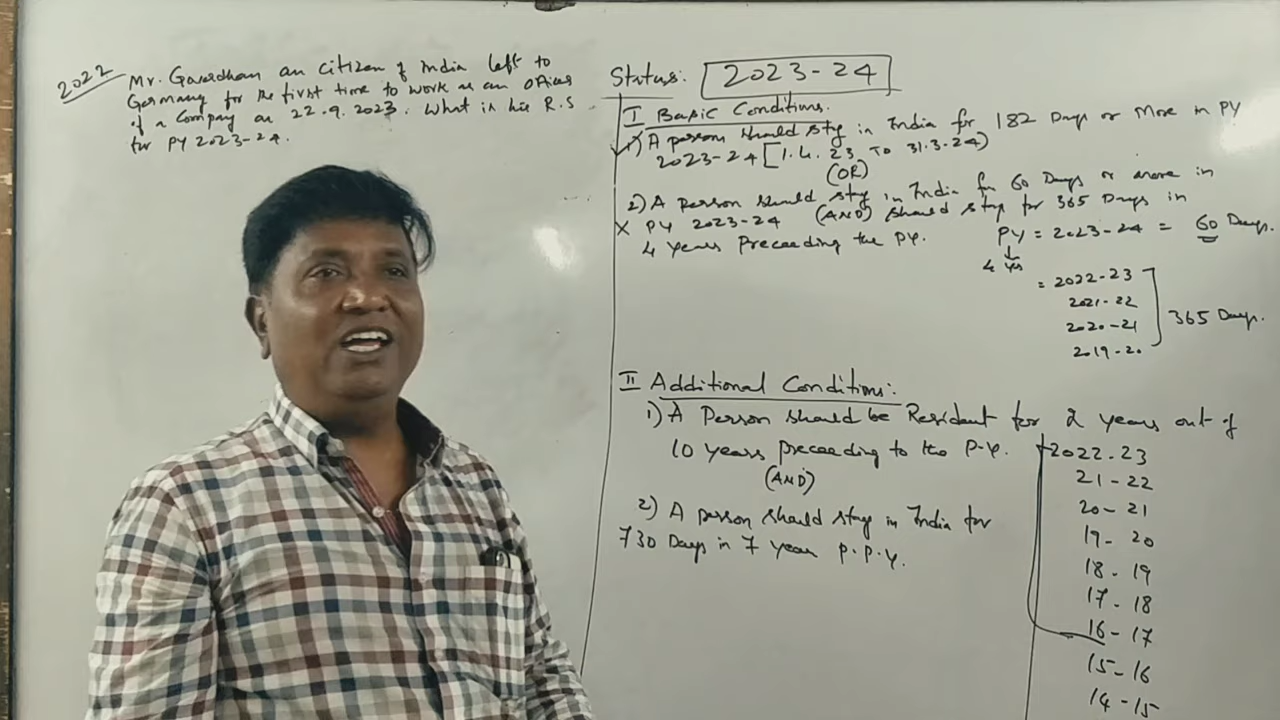 2022
Mr. Govardhan an citizen of India left to
Germany for the first time to work as an officer
of a Company on 22.9.2023. What is his R.S
for PY 2023-24.
Status: 2023-24
I Basic Conditions.
1) A person should stay in India for 182 Days or More in PY
2023-24 [1.4.23 TO 31.3.24)
(OR)
2) A person should stay in India for 60 Days or more in
PY 2023-24 (AND) should stay for 365 Days in
4 years preceeding the PY.
PY = 2023-24 = 60 Days.
4 yrs
= 2022-23
2021-22
2020-21
2019-20
365 Days.
II Additional Conditions:
1) A Person should be Resident for 2 years out of
10 years preceeding to the P.Y.
(AND)
2) A person should stay in India for
730 Days in 7 year P.P.Y.
2022-23
21-22
20-21
19-20
18-19
17-18
16-17
15-16
14-15